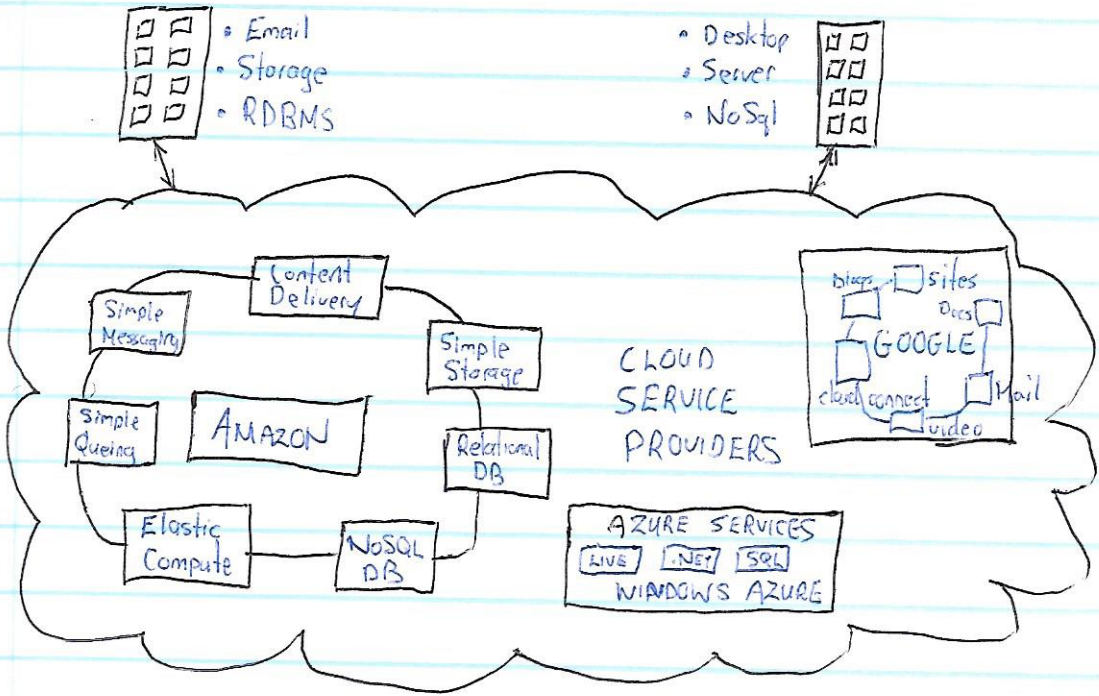 • Email
• Storage
• RDBMS
• Desktop
• Server
• NoSql
Content
Delivery
Simple
Messaging
Simple
Storage
Simple
Queing
AMAZON
Relational
DB
Elastic
Compute
NoSQL
DB
CLOUD
SERVICE
PROVIDERS
Blogs
sites
Docs
GOOGLE
cloud connect
Mail
video
AZURE SERVICES
LIVE .NET SQL
WINDOWS AZURE